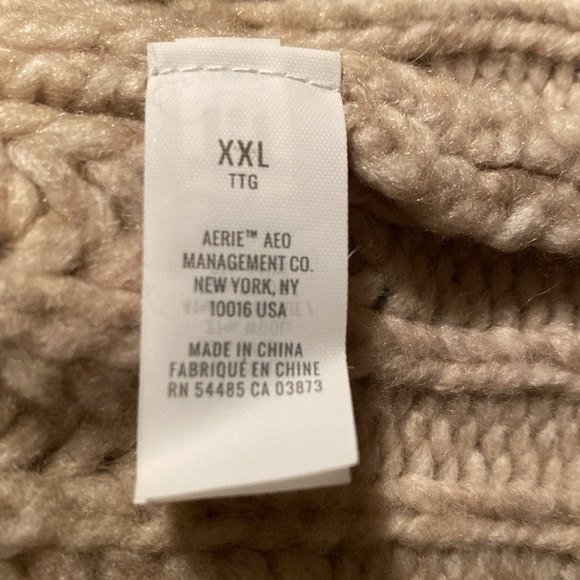 XXL
TTG
AERIE™ AEO
MANAGEMENT CO.
NEW YORK, NY
10016 USA
MADE IN CHINA
FABRIQUÉ EN CHINE
RN 54485 CA 03873